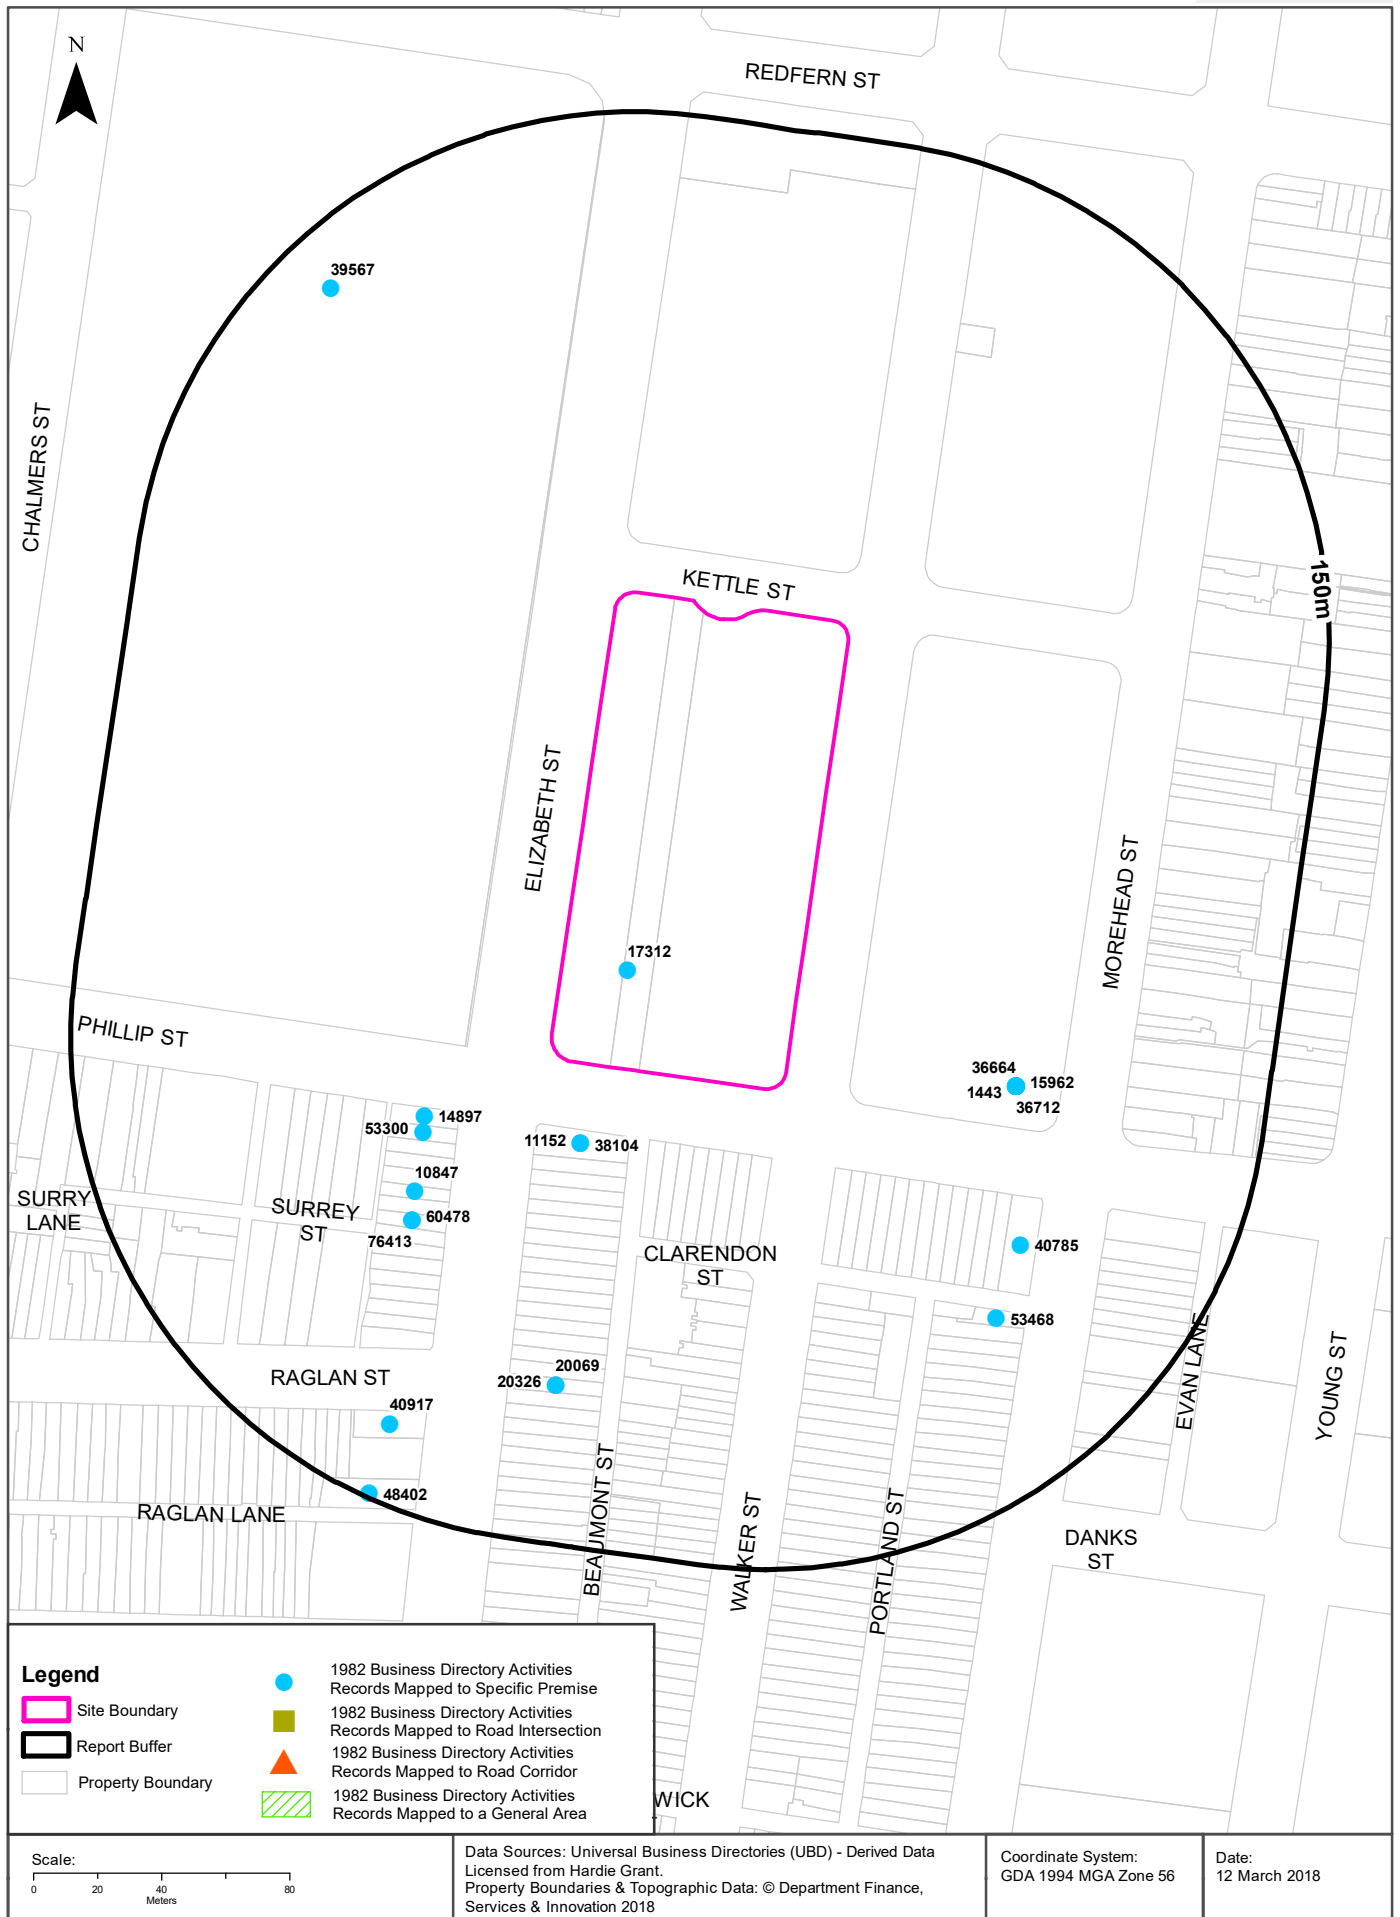 N
REDFERN ST
39567
CHALMERS ST
KETTLE ST
150m
ELIZABETH ST
MOREHEAD ST
17312
PHILLIP ST
36664
15962
1443
36712
14897
53300
11152
38104
10847
60478
76413
SURRY
LANE
SURREY
ST
CLARENDON
ST
40785
53468
EVAN LANE
YOUNG ST
RAGLAN ST
20069
20326
40917
48402
RAGLAN LANE
BEAUMONT ST
WALKER ST
PORTLAND ST
DANKS
ST
WICK
Legend
Site Boundary
Report Buffer
Property Boundary
1982 Business Directory Activities
Records Mapped to Specific Premise
1982 Business Directory Activities
Records Mapped to Road Intersection
1982 Business Directory Activities
Records Mapped to Road Corridor
1982 Business Directory Activities
Records Mapped to a General Area
Scale:
0 20 40 80
Meters
Data Sources: Universal Business Directories (UBD) - Derived Data
Licensed from Hardie Grant.
Property Boundaries & Topographic Data: © Department Finance,
Services & Innovation 2018
Coordinate System:
GDA 1994 MGA Zone 56
Date:
12 March 2018